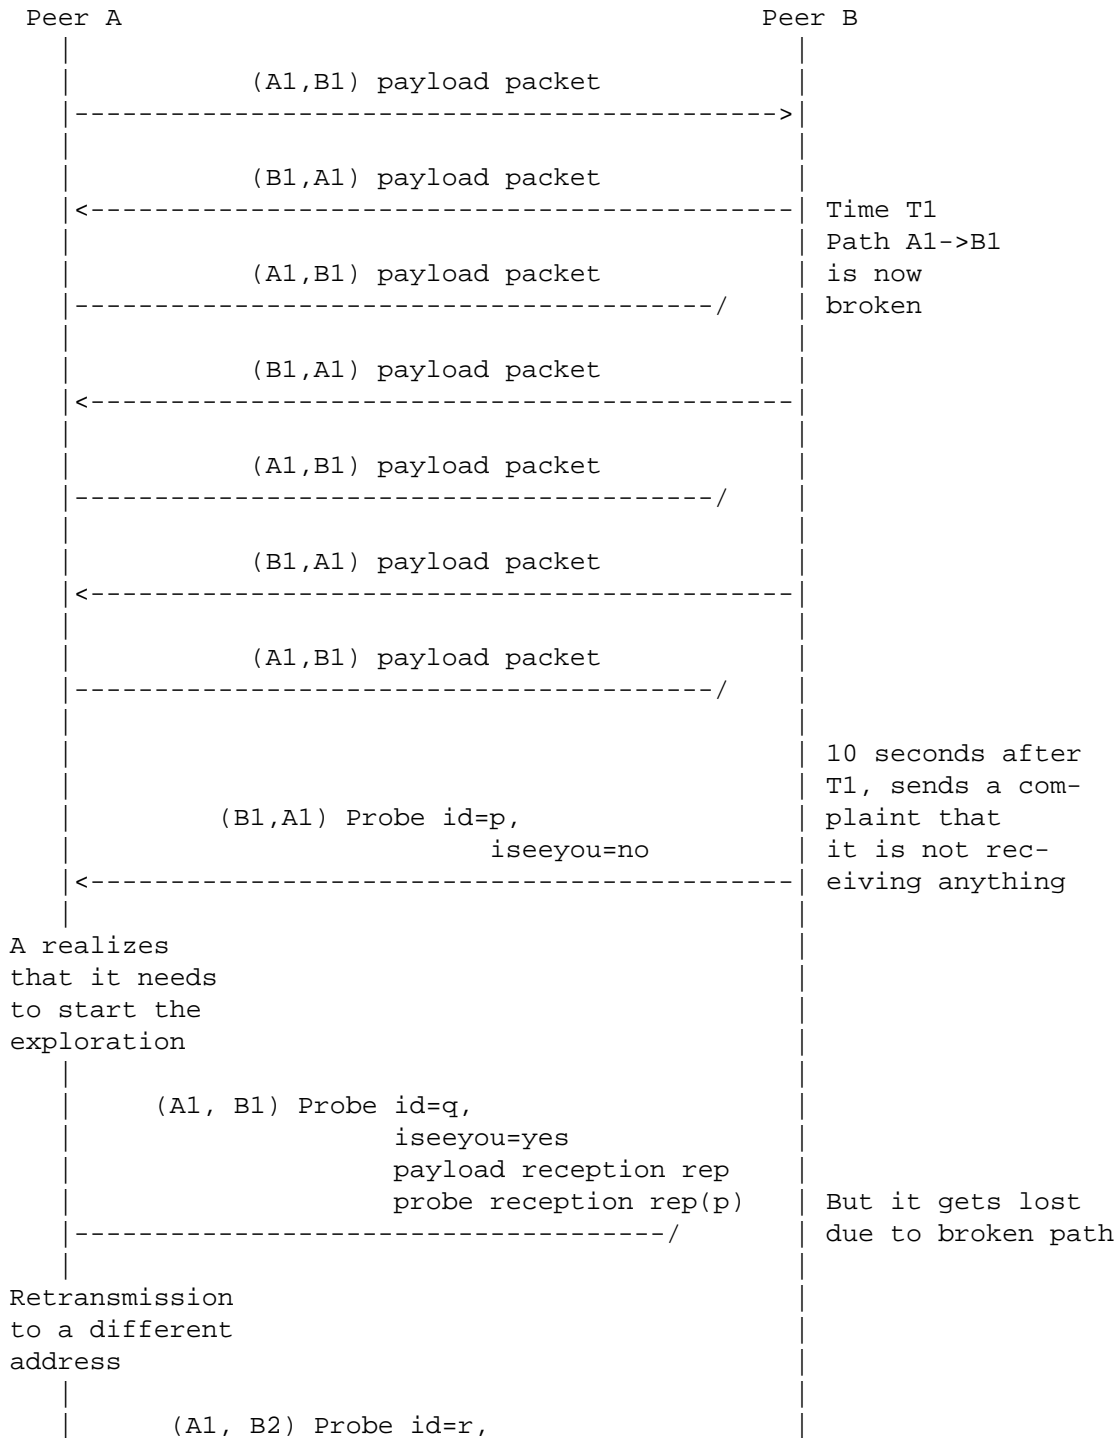 Peer A Peer B
(A1,B1) payload packet
(B1,A1) payload packet
Time T1
Path A1->B1
(A1,B1) payload packet is now
broken
(B1,A1) payload packet
(A1,B1) payload packet
(B1,A1) payload packet
(A1,B1) payload packet
10 seconds after
T1, sends a com-
(B1,A1) Probe id=p, plaint that
iseeyou=no it is not rec-
eiving anything
A realizes
that it needs
to start the
exploration
(A1, B1) Probe id=q,
iseeyou=yes
payload reception rep
probe reception rep(p) But it gets lost
due to broken path
Retransmission
to a different
address
(A1, B2) Probe id=r,